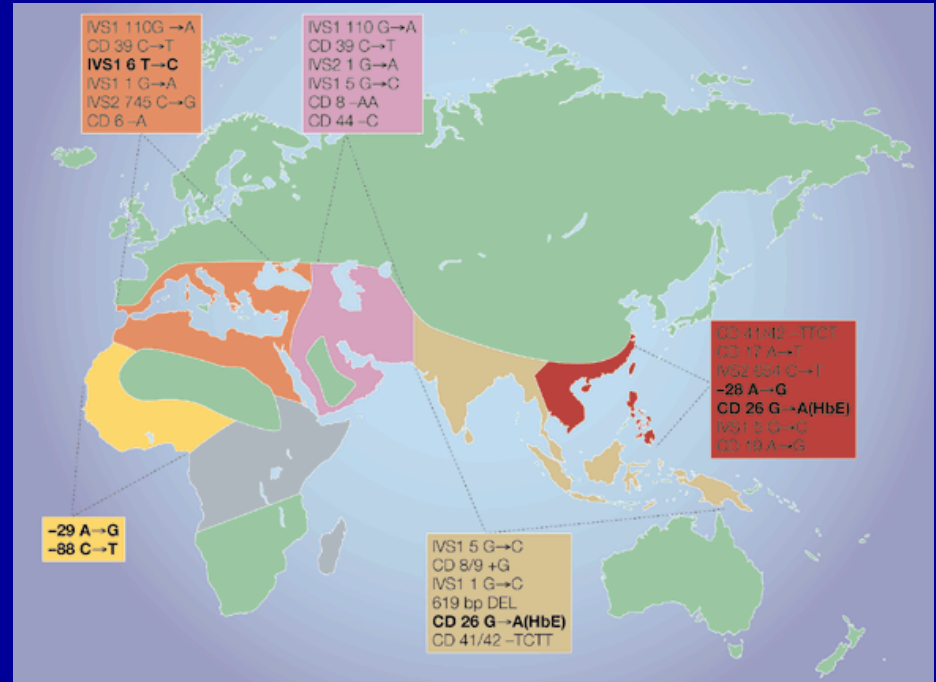 IVS1 110G→A
CD 39 C→T
IVS1 6 T→C
IVS1 1 G→A
IVS2 745 C→G
CD 6 –A
IVS1 110 G→A
CD 39 C→T
IVS2 1 G→A
IVS1 5 G→C
CD 8 –AA
CD 44 –C
CD 41/42 –TTCT
CD 17 A→T
IVS2 654 C→T
–28 A→G
CD 26 G→A(HbE)
IVS1 5 G→C
CD 19 A→G
–29 A→G
–88 C→T
IVS1 5 G→C
CD 8/9 +G
IVS1 1 G→C
619 bp DEL
CD 26 G→A(HbE)
CD 41/42 –TCTT